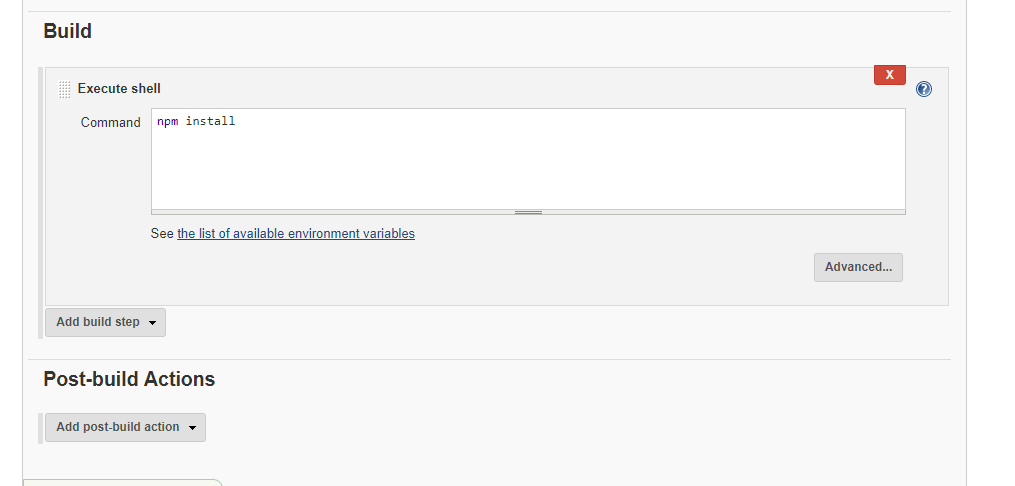 Build
X
Execute shell
?
Command
npm install
See the list of available environment variables
Advanced...
Add build step
Post-build Actions
Add post-build action